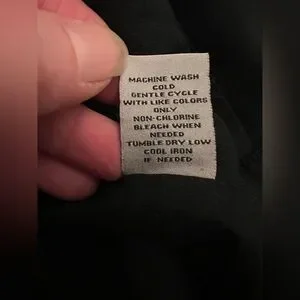 MACHINE WASH
COLD
GENTLE CYCLE
WITH LIKE COLORS
ONLY
NON-CHLORINE
BLEACH WHEN
NEEDED
TUMBLE DRY LOW
COOL IRON
IF NEEDED